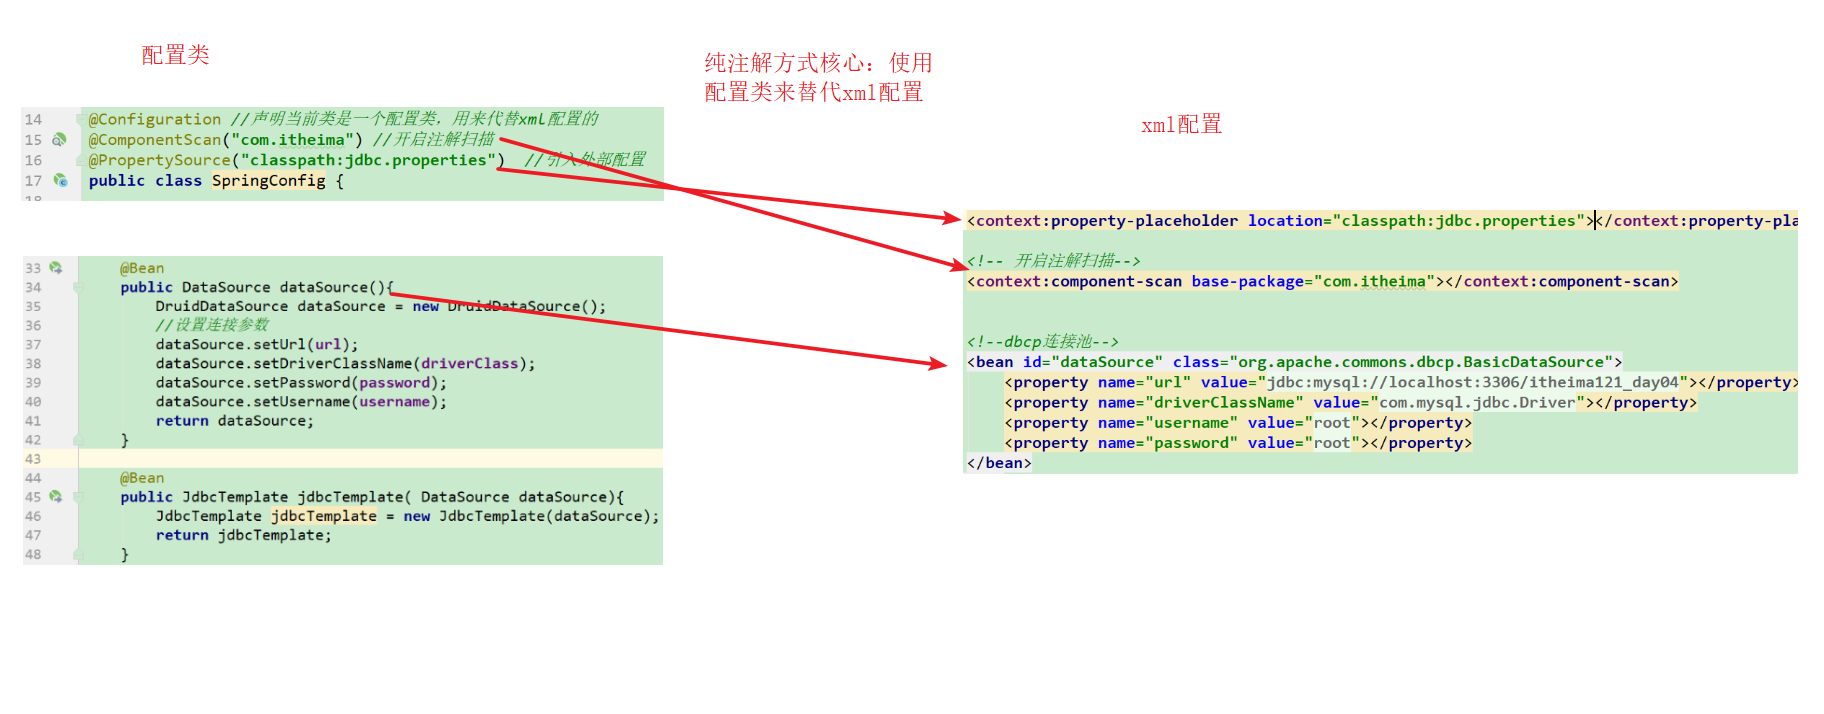 配置类
纯注解方式核心：使用
配置类来替代xml配置
xml配置
14 @Configuration //声明当前类是一个配置类，用来代替xml配置的
15 @ComponentScan("com.itheima") //开启注解扫描
16 @PropertySource("classpath:jdbc.properties") //引入外部配置
17 public class SpringConfig {
33 @Bean
34 public DataSource dataSource(){
35 DruidDataSource dataSource = new DruidDataSource();
36 //设置连接参数
37 dataSource.setUrl(url);
38 dataSource.setDriverClassName(driverClass);
39 dataSource.setPassword(password);
40 dataSource.setUsername(username);
41 return dataSource;
42 }
43
44 @Bean
45 public JdbcTemplate jdbcTemplate( DataSource dataSource){
46 JdbcTemplate jdbcTemplate = new JdbcTemplate(dataSource);
47 return jdbcTemplate;
48 }
<context:property-placeholder location="classpath:jdbc.properties"></context:property-pla
<!-- 开启注解扫描-->
<context:component-scan base-package="com.itheima"></context:component-scan>
<!--dbcp连接池-->
<bean id="dataSource" class="org.apache.commons.dbcp.BasicDataSource">
<property name="url" value="jdbc:mysql://localhost:3306/itheima121_day04"></property>
<property name="driverClassName" value="com.mysql.jdbc.Driver"></property>
<property name="username" value="root"></property>
<property name="password" value="root"></property>
</bean>